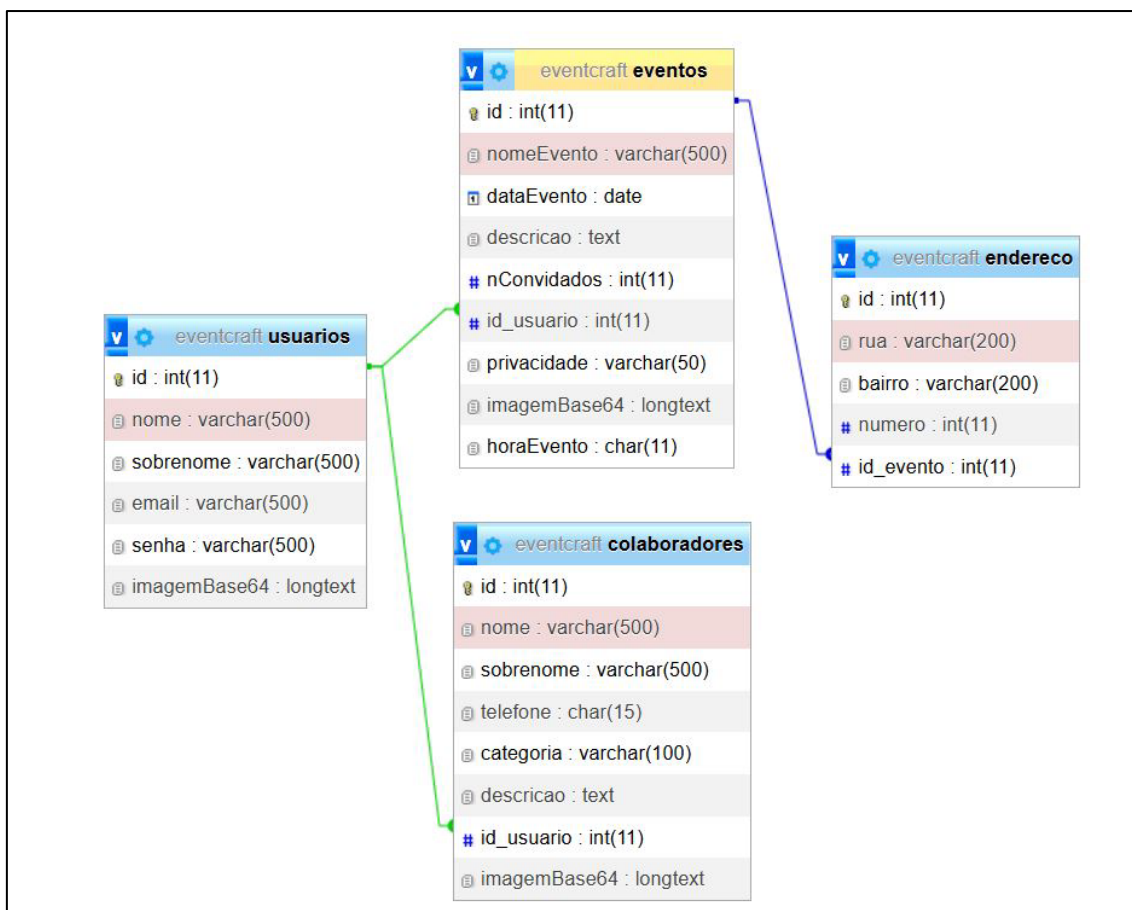 v eventcraft eventos
id : int(11)
nomeEvento : varchar(500)
dataEvento : date
descricao : text
# nConvidados : int(11)
# id_usuario : int(11)
privacidade : varchar(50)
imagemBase64 : longtext
horaEvento : char(11)
v eventcraft endereco
id : int(11)
rua : varchar(200)
bairro : varchar(200)
# numero : int(11)
# id_evento : int(11)
v eventcraft usuarios
id : int(11)
nome : varchar(500)
sobrenome : varchar(500)
email : varchar(500)
senha : varchar(500)
imagemBase64 : longtext
v eventcraft colaboradores
id : int(11)
nome : varchar(500)
sobrenome : varchar(500)
telefone : char(15)
categoria : varchar(100)
descricao : text
# id_usuario : int(11)
imagemBase64 : longtext